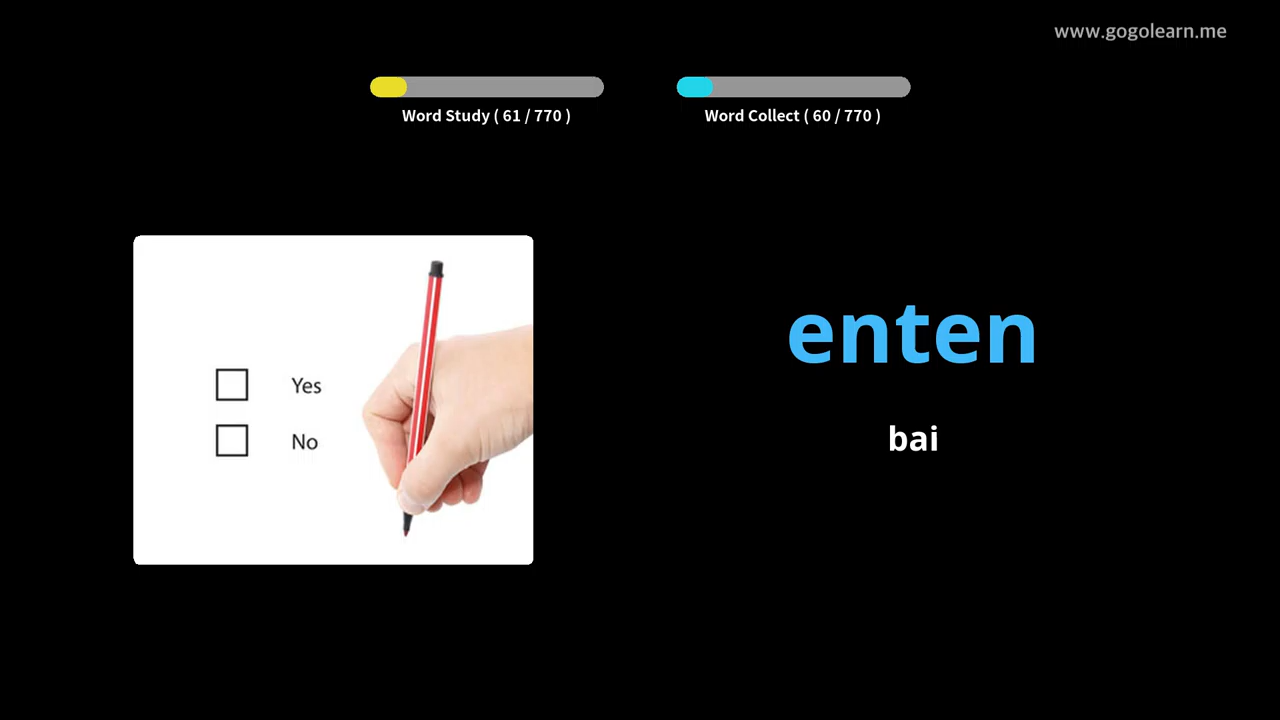 www.gogolearn.me
Word Study ( 61 / 770 )
Word Collect ( 60 / 770 )
Yes
No
enten
bai